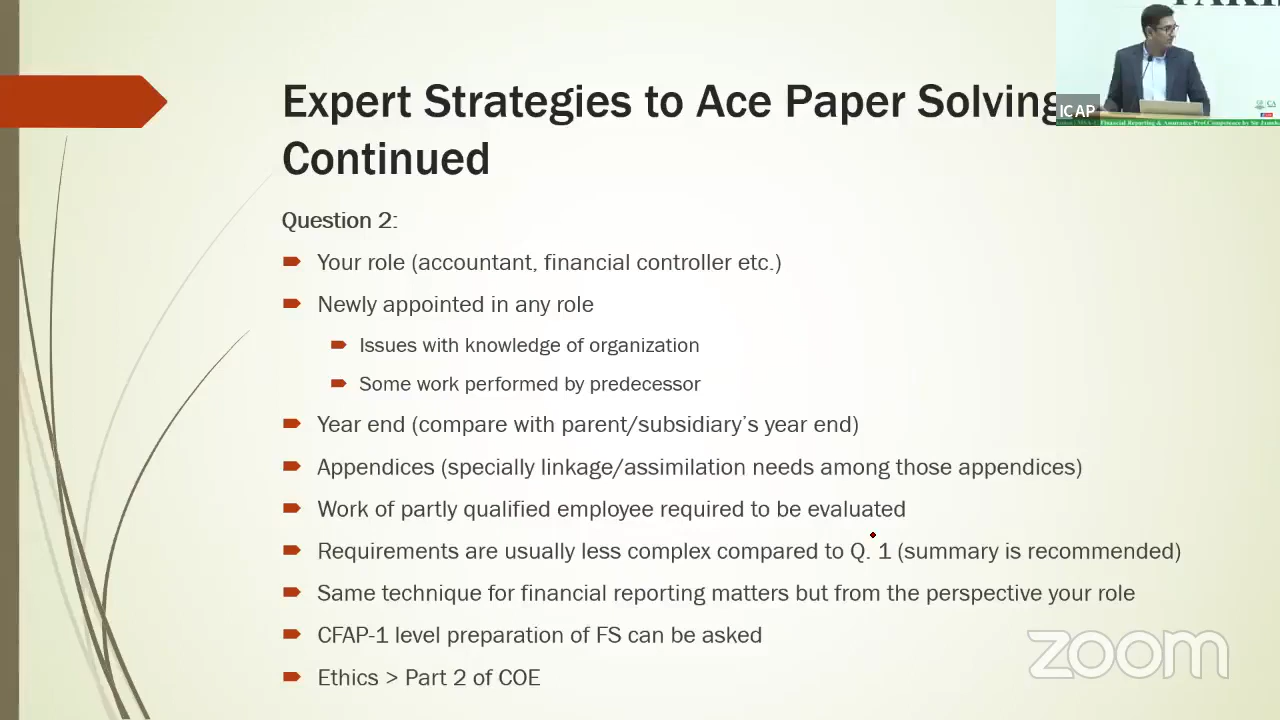 Expert Strategies to Ace Paper Solving
Continued
Question 2:
Your role (accountant, financial controller etc.)
Newly appointed in any role
Issues with knowledge of organization
Some work performed by predecessor
Year end (compare with parent/subsidiary's year end)
Appendices (specially linkage/assimilation needs among those appendices)
Work of partly qualified employee required to be evaluated
Requirements are usually less complex compared to Q. 1 (summary is recommended)
Same technique for financial reporting matters but from the perspective your role
CFAP-1 level preparation of FS can be asked
Ethics > Part 2 of COE
ICAP
CA
Financial Reporting & Assurance
zoom